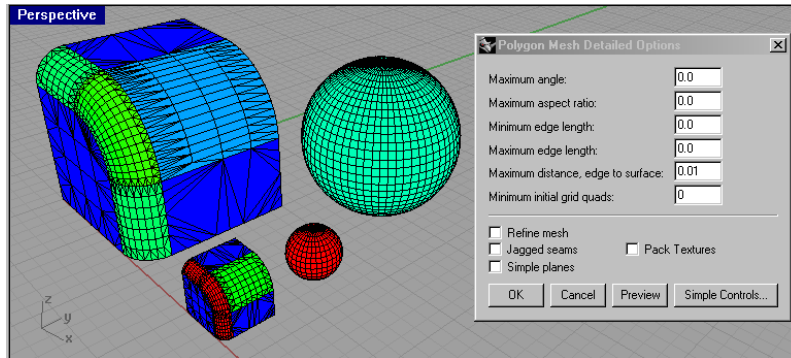 Perspective
Polygon Mesh Detailed Options
Maximum angle: 0.0
Maximum aspect ratio: 0.0
Minimum edge length: 0.0
Maximum edge length: 0.0
Maximum distance, edge to surface: 0.01
Minimum initial grid quads: 0
Refine mesh
Jagged seams Pack Textures
Simple planes
OK Cancel Preview Simple Controls...
z
y
x